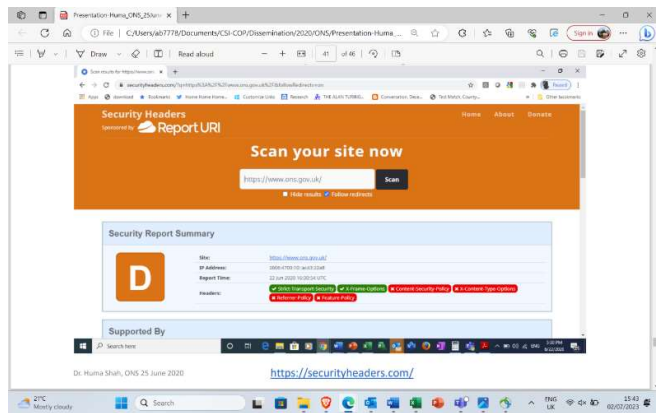 Presentation-Huma_ONS_25June
File
C:/Users/ab7778/Documents/CSI-COP/Dissemination/2020/ONS/Presentation-Huma_...
Sign in
Draw
Read aloud
41 of 46
Security Headers
Sponsored by Report URI
Home About Donate
Scan your site now
https://www.ons.gov.uk/
Scan
Hide results Follow redirects
Security Report Summary
D
Site: https://www.ons.gov.uk/
IP Address:
Report Time: 22 Jun 2020 14:00:54 UTC
Headers: Strict-Transport-Security X-Frame-Options Content-Security-Policy X-Content-Type-Options
Referrer-Policy Feature-Policy
Supported By
Type here to search
Dr. Huma Shah, ONS 25 June 2020
https://securityheaders.com/
21°C
Mostly cloudy
Search
ENG
UK
15:43
02/07/2023